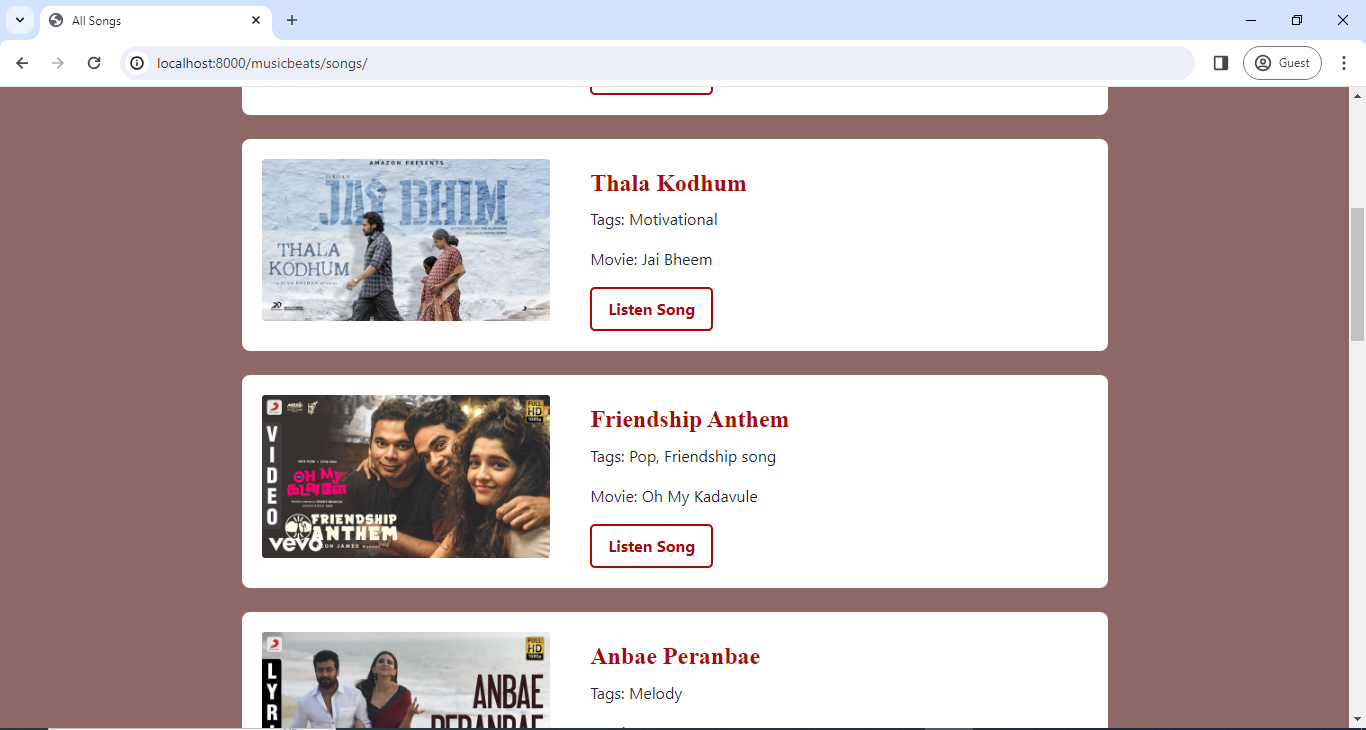 All Songs
localhost:8000/musicbeats/songs/
Guest
AMAZON PRESENTS
JAI BHIM
THALA
KODHUM
Thala Kodhum
Tags: Motivational
Movie: Jai Bheem
Listen Song
VIDEO
FULL
HD
1080p
OH My
கடவுளே
FRIENDSHIP
ANTHEM
vevo
Friendship Anthem
Tags: Pop, Friendship song
Movie: Oh My Kadavule
Listen Song
FULL
HD
1080p
LYRI
ANBAE
PERANBAE
Anbae Peranbae
Tags: Melody